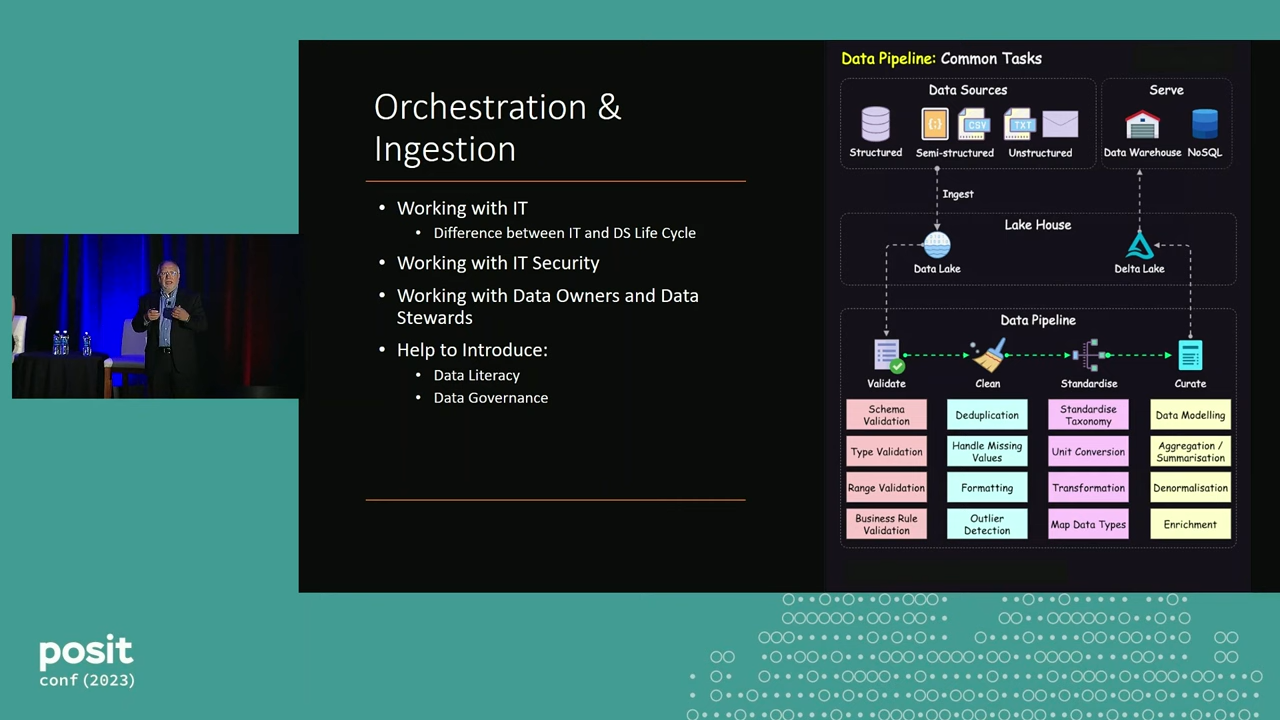 Orchestration &
Ingestion
• Working with IT
• Difference between IT and DS Life Cycle
• Working with IT Security
• Working with Data Owners and Data
Stewards
• Help to Introduce:
• Data Literacy
• Data Governance
Data Pipeline: Common Tasks
Data Sources
Structured
Semi-structured
Unstructured
{:}
CSV
TXT
Serve
Data Warehouse
NoSQL
Ingest
Lake House
Data Lake
Delta Lake
Data Pipeline
Validate
Clean
Standardise
Curate
Schema
Validation
Type Validation
Range Validation
Business Rule
Validation
Deduplication
Handle Missing
Values
Formatting
Outlier
Detection
Standardise
Taxonomy
Unit Conversion
Transformation
Map Data Types
Data Modelling
Aggregation /
Summarisation
Denormalisation
Enrichment
posit
conf(2023)